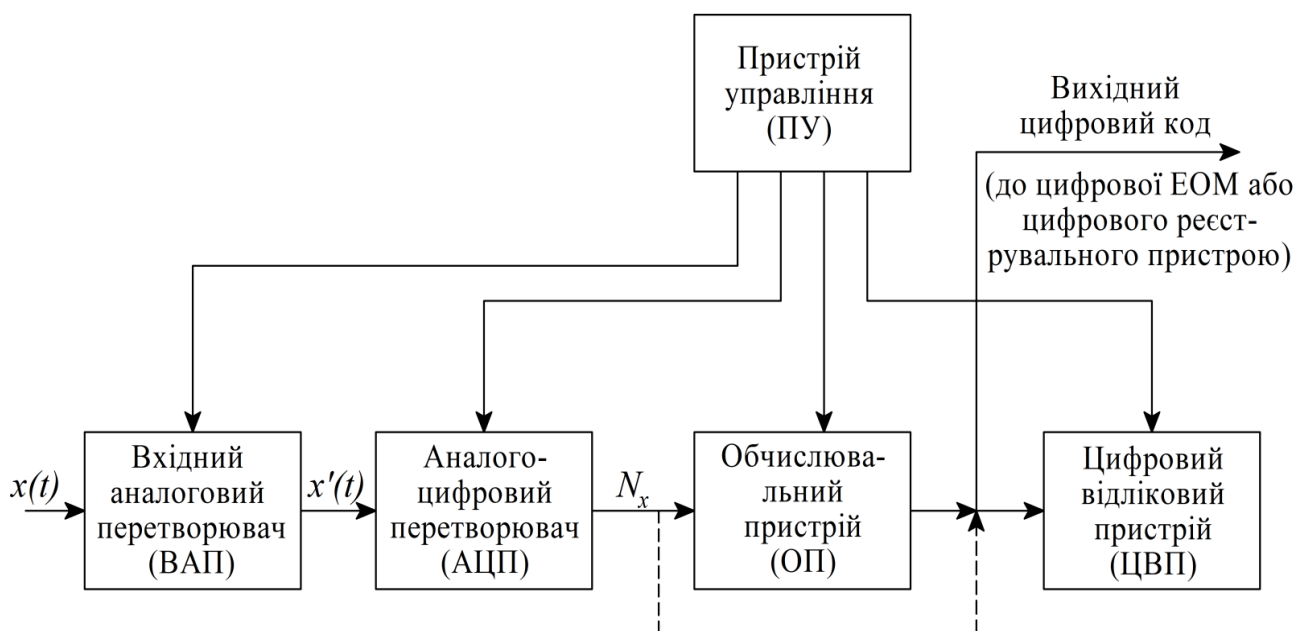 Пристрій
управління
(ПУ)
Вихідний
цифровий код
(до цифрової ЕОМ або
цифрового реєст-
рувального пристрою)
x(t)
Вхідний
аналоговий
перетворювач
(ВАП)
x'(t)
Аналого-
цифровий
перетворювач
(АЦП)
Nx
Обчислюва-
льний
пристрій
(ОП)
Цифровий
відліковий
пристрій
(ЦВП)